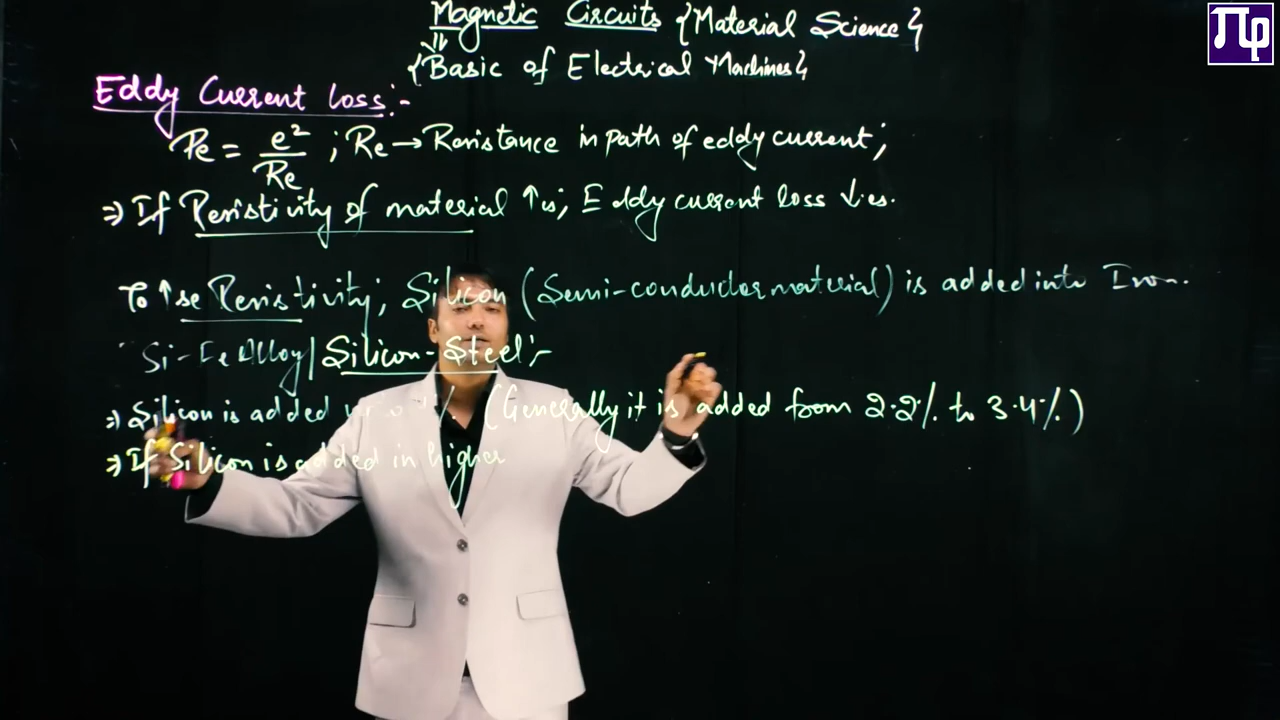 Magnetic Circuits {Material Science}
{Basic of Electrical Machines}
Eddy Current Loss:-
Pe = e²/Re ; Re → Resistance in path of eddy current;
⇒ If Resistivity of material ↑is; Eddy current loss ↓es.
To ↑se Resistivity; Silicon (Semi-conductor material) is added into Iron.
Si-Fe Alloy/Silicon-Steel:-
⇒ Silicon is added %. (Generally it is added from 2.2% to 3.4%)
⇒ If Silicon is added in higher